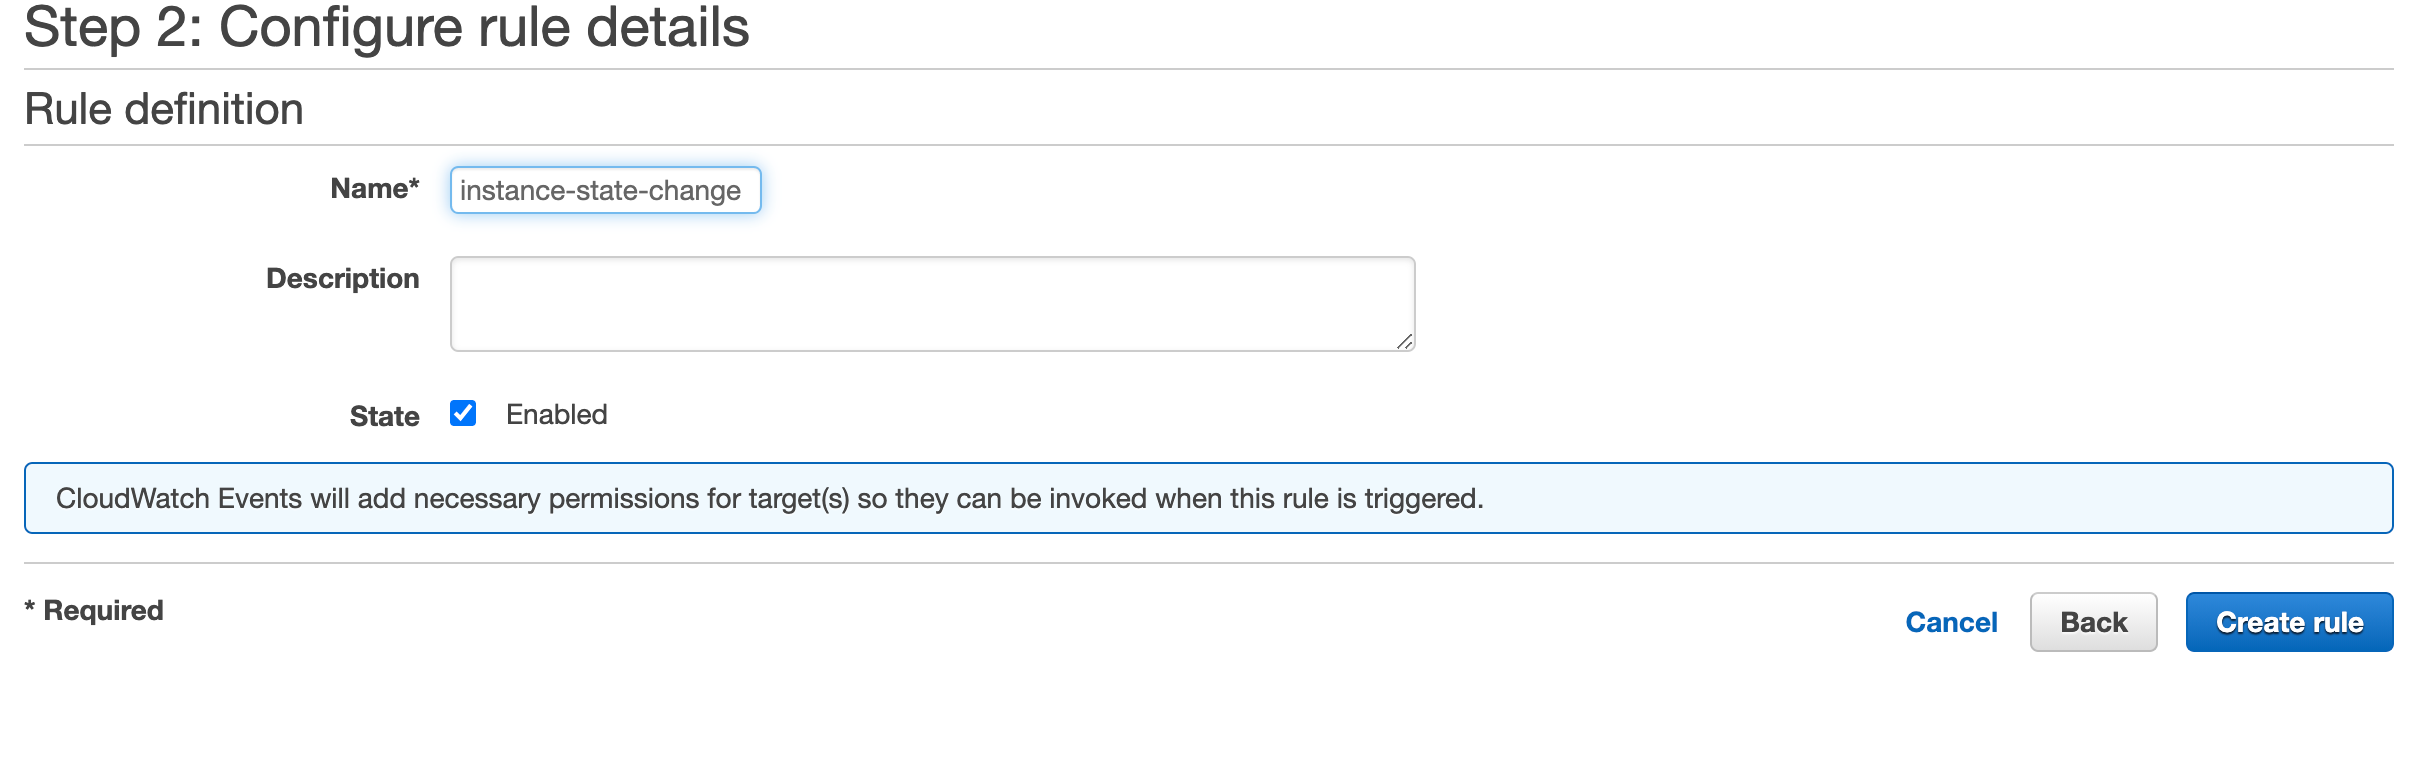 Step 2: Configure rule details
Rule definition
Name*
instance-state-change
Description
State
Enabled
CloudWatch Events will add necessary permissions for target(s) so they can be invoked when this rule is triggered.
* Required
Cancel
Back
Create rule